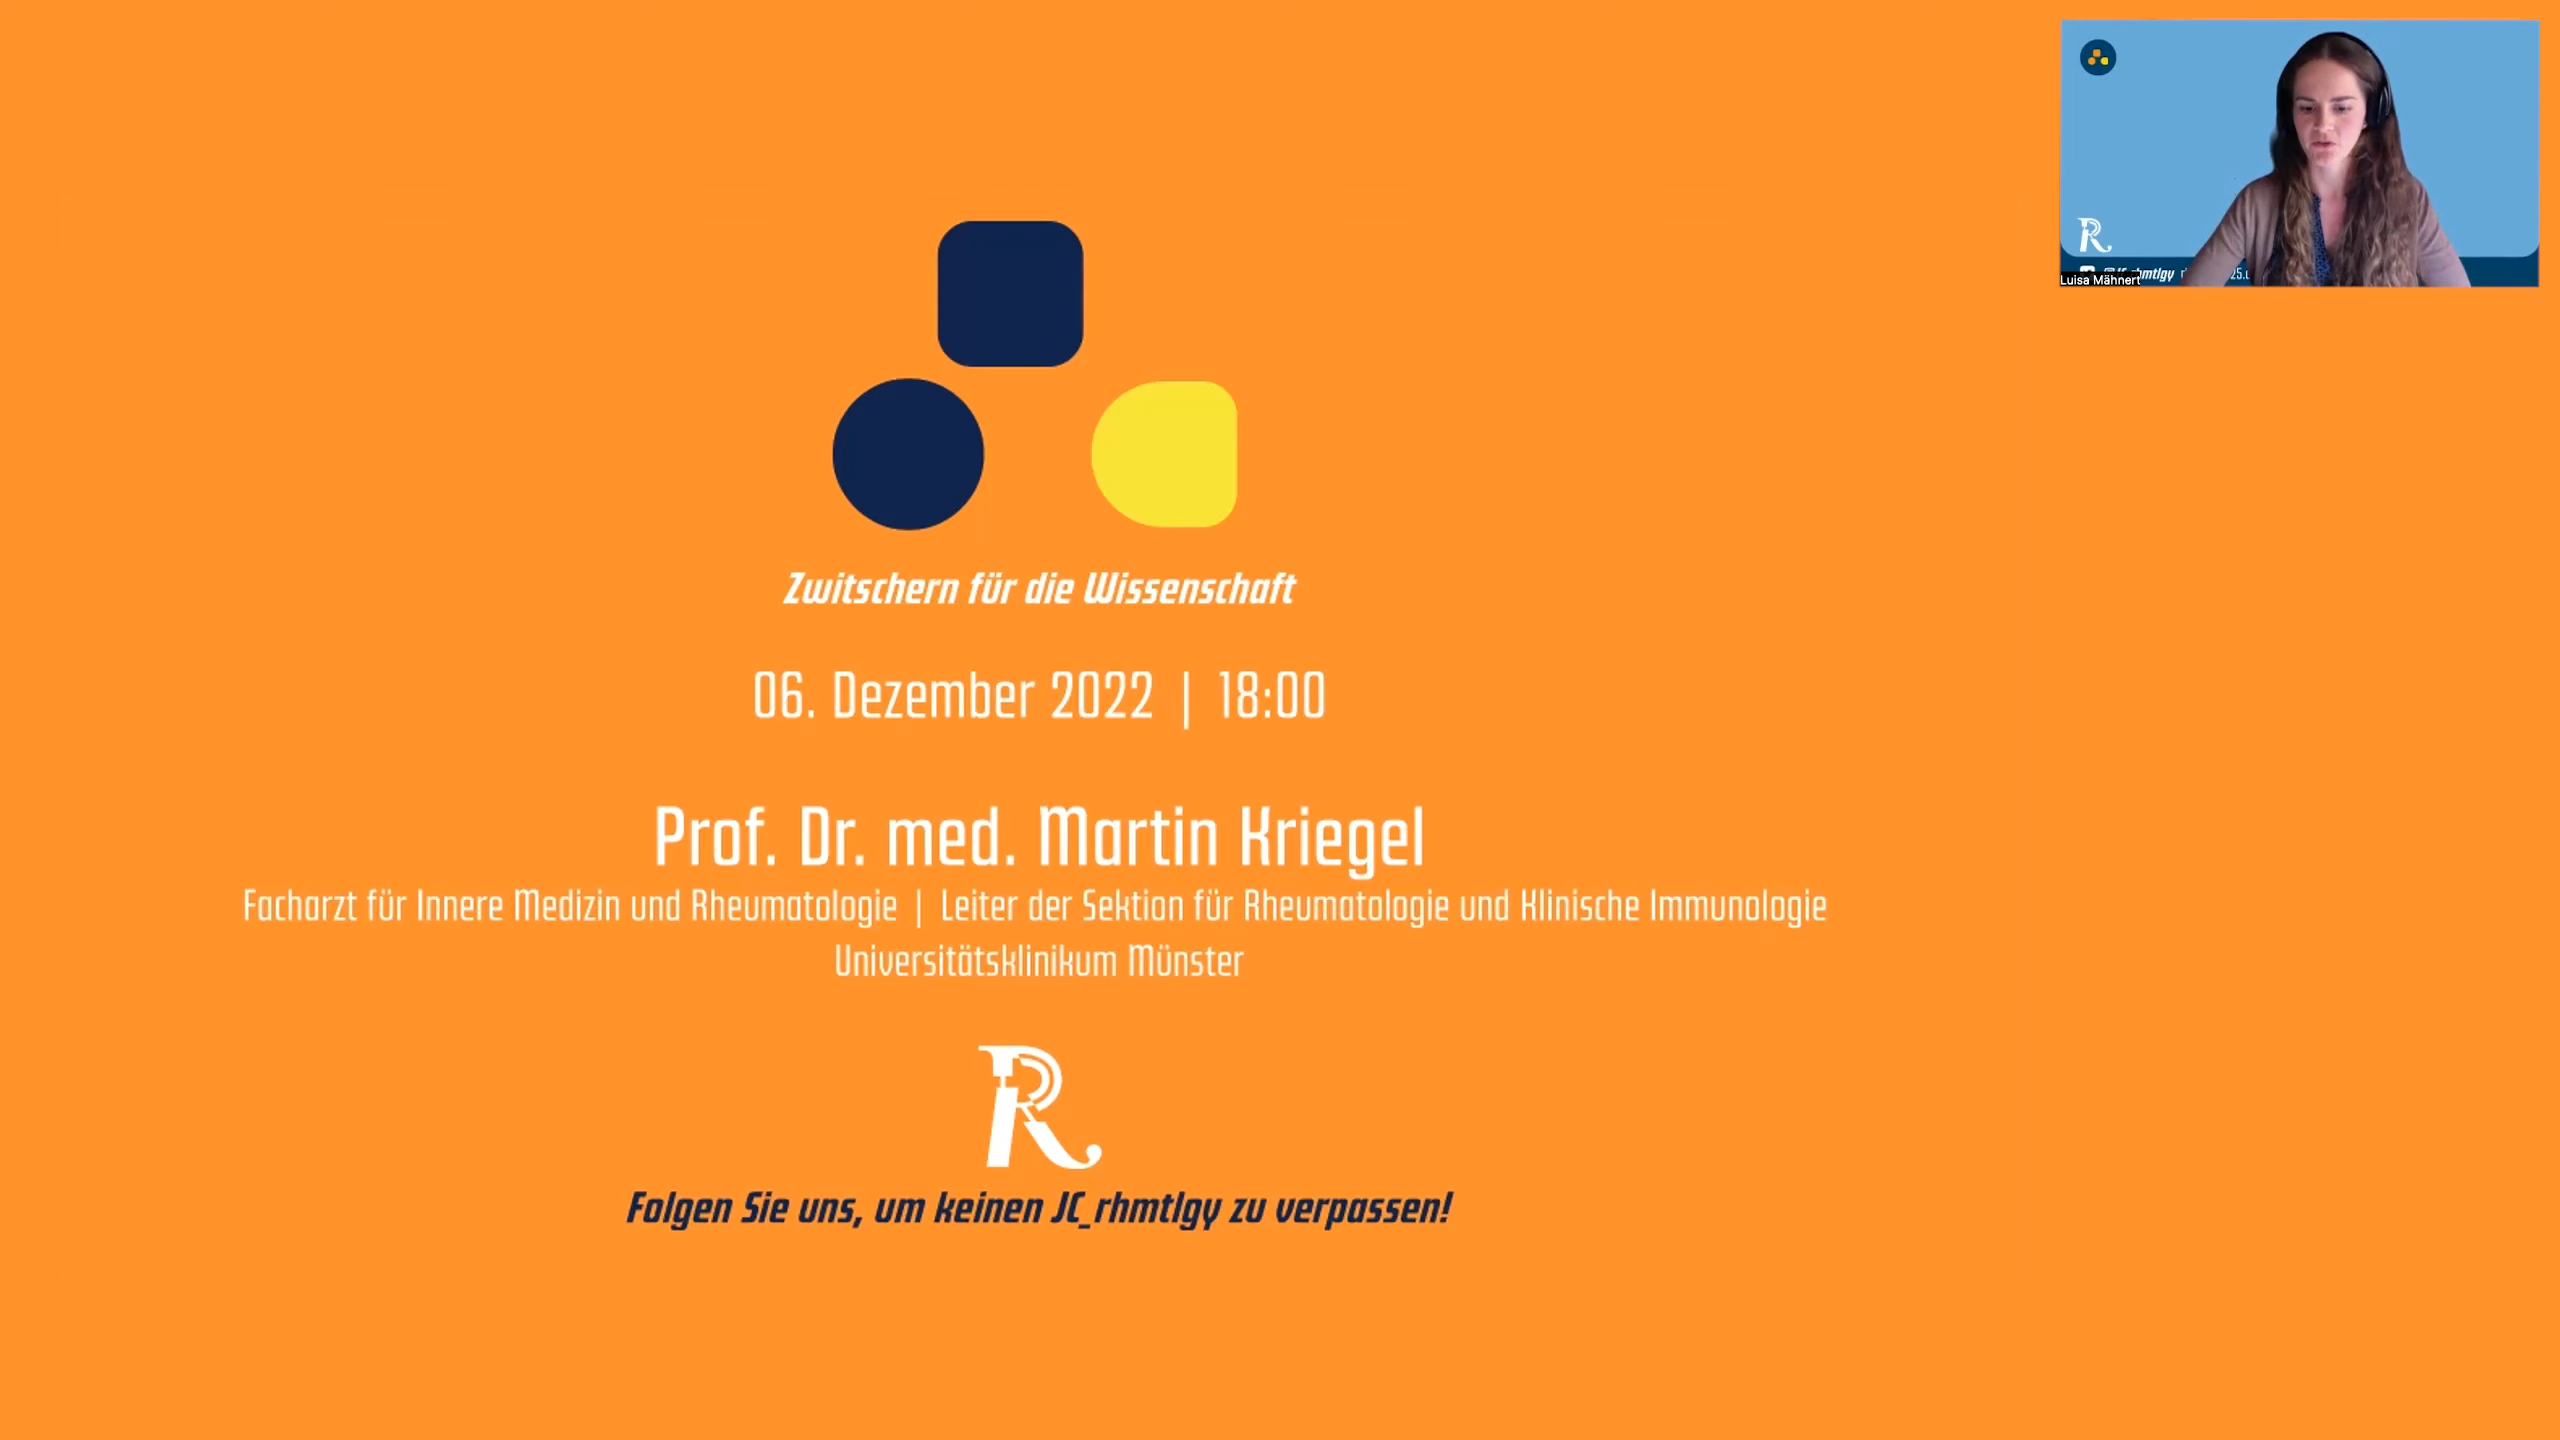 Zwitschern für die Wissenschaft
06. Dezember 2022 | 18:00
Prof. Dr. med. Martin Kriegel
Facharzt für Innere Medizin und Rheumatologie | Leiter der Sektion für Rheumatologie und Klinische Immunologie
Universitätsklinikum Münster
R
Folgen Sie uns, um keinen JC_rhmtlgy zu verpassen!
R
Luisa Mähnert